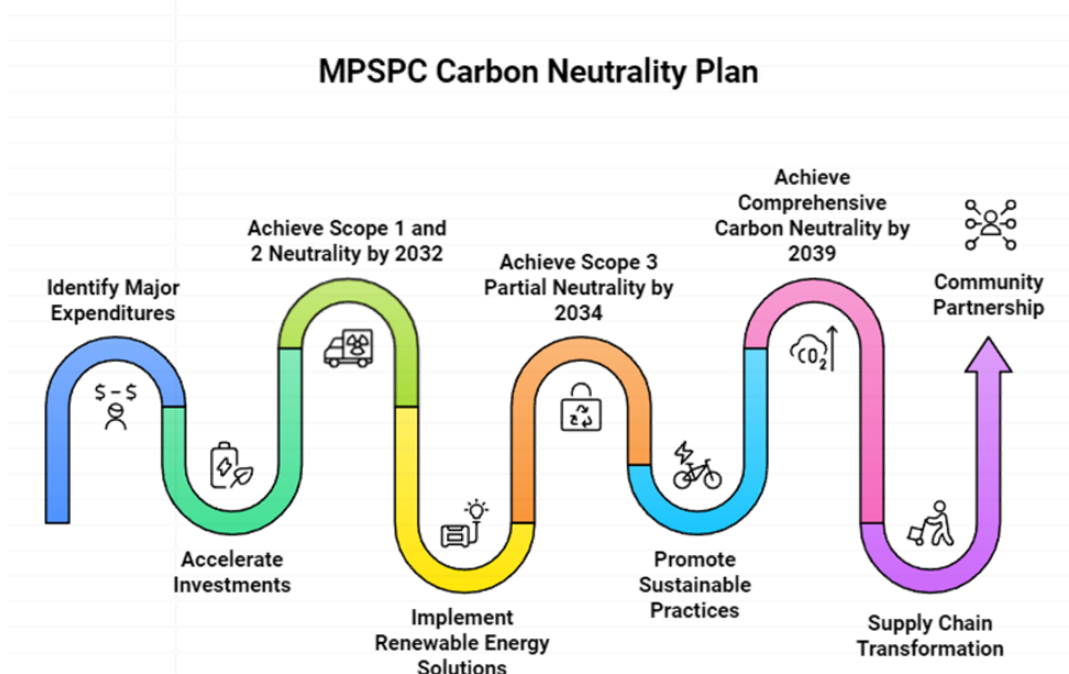 MPSPC Carbon Neutrality Plan
Identify Major
Expenditures
$-$
Accelerate
Investments
Achieve Scope 1 and
2 Neutrality by 2032
Implement
Renewable Energy
Solutions
Achieve Scope 3
Partial Neutrality by
2034
Promote
Sustainable
Practices
Achieve
Comprehensive
Carbon Neutrality by
2039
CO2
Supply Chain
Transformation
Community
Partnership